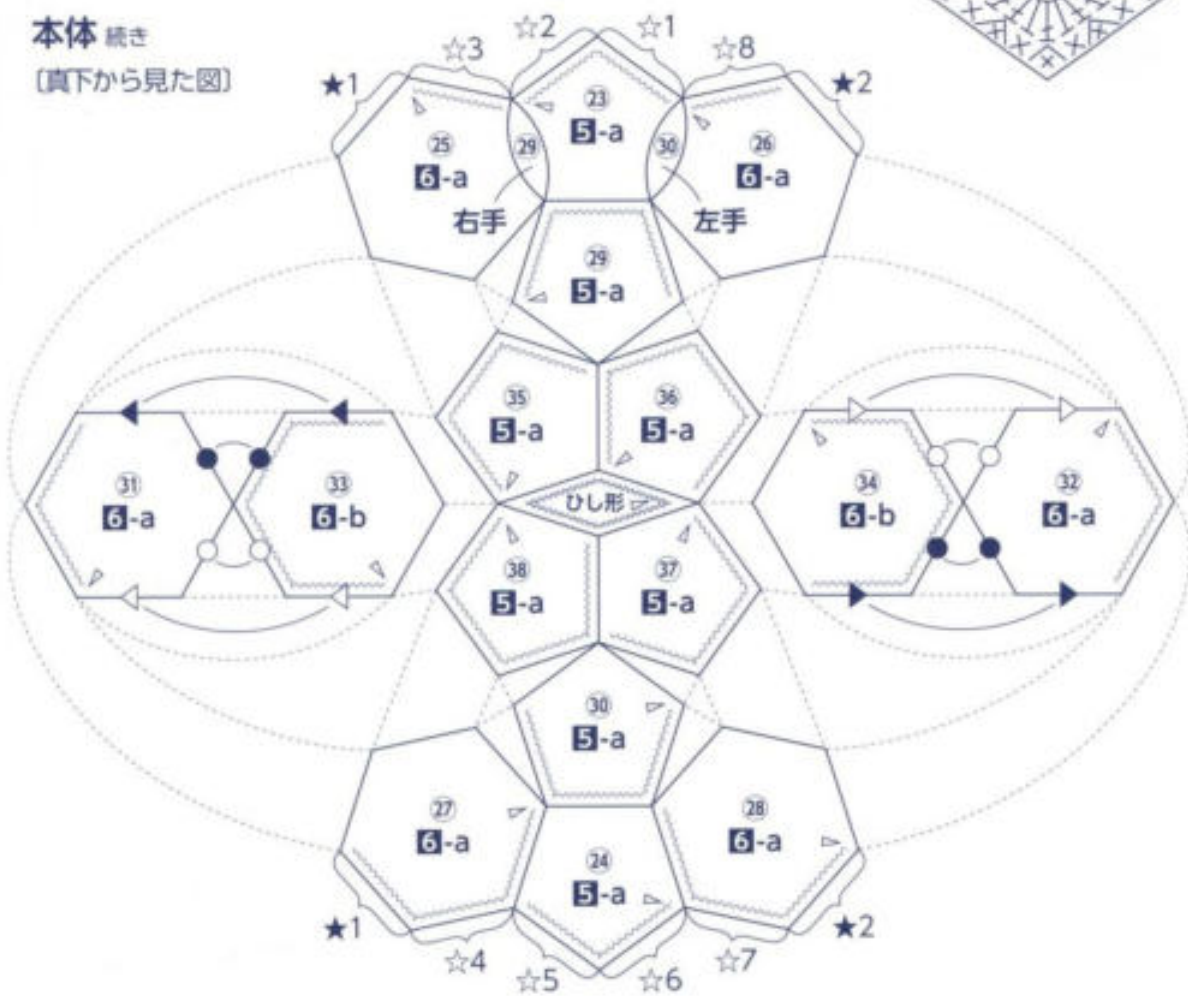 本体 続き
〔真下から見た図〕
☆2 ☆1
☆3 ☆8
★1 ★2
㉓
5-a
㉕ ㉙ ㉚ ㉖
6-a 6-a
右手 左手
㉙
5-a
㉟ ㊱
5-a 5-a
㉛ ㉝ ひし形 ㉞ ㉜
6-a 6-b 6-b 6-a
㊳ ㊲
5-a 5-a
㉚
5-a
㉗ ㉘
6-a 6-a
㉔
5-a
★1 ★2
☆4 ☆7
☆5 ☆6